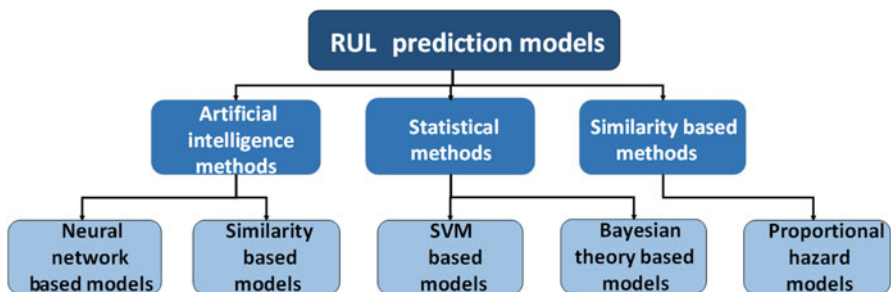 RUL prediction models
Artificial
intelligence
methods
Statistical
methods
Similarity based
methods
Neural
network
based models
Similarity
based
models
SVM
based
models
Bayesian
theory based
models
Proportional
hazard
models